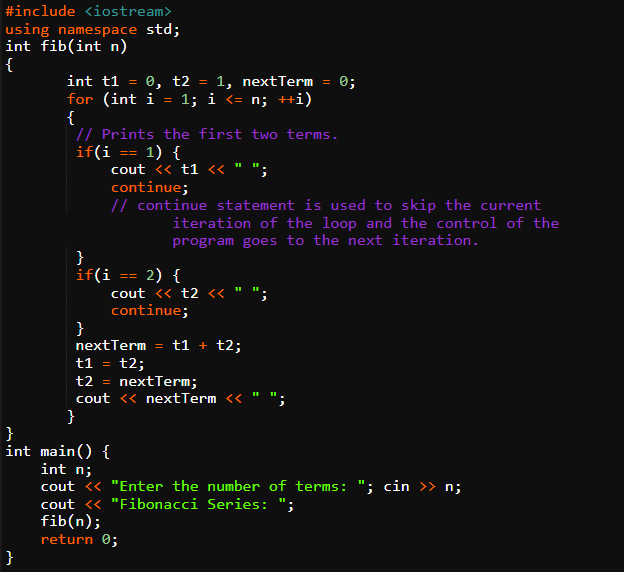 #include <iostream>
using namespace std;
int fib(int n)
{
int t1 = 0, t2 = 1, nextTerm = 0;
for (int i = 1; i <= n; ++i)
{
// Prints the first two terms.
if(i == 1) {
cout << t1 << " ";
continue;
// continue statement is used to skip the current
iteration of the loop and the control of the
program goes to the next iteration.
}
if(i == 2) {
cout << t2 << " ";
continue;
}
nextTerm = t1 + t2;
t1 = t2;
t2 = nextTerm;
cout << nextTerm << " ";
}
}
int main() {
int n;
cout << "Enter the number of terms: "; cin >> n;
cout << "Fibonacci Series: ";
fib(n);
return 0;
}